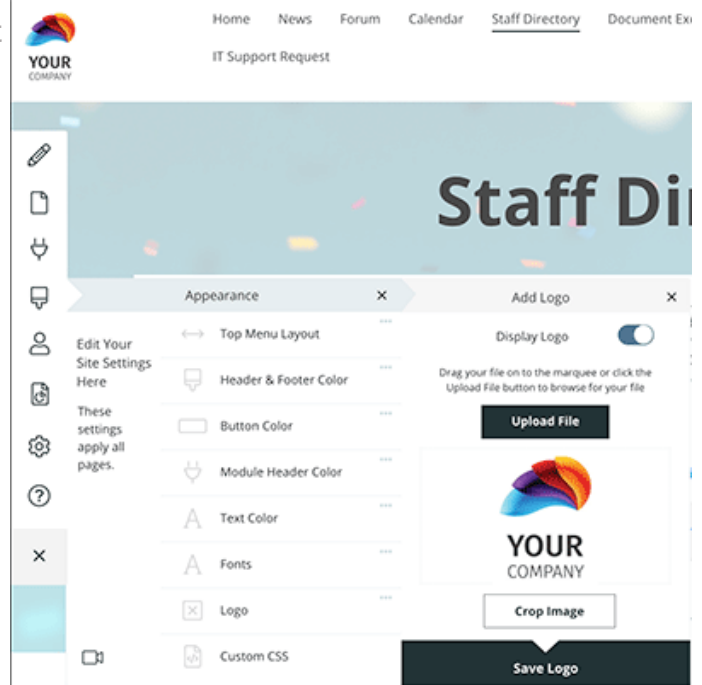 YOUR
COMPANY
Home News Forum Calendar Staff Directory Document
IT Support Request
Staff
Appearance
Add Logo
Edit Your
Site Settings
Here
These
settings
apply all
pages.
Top Menu Layout
Header & Footer Color
Button Color
Module Header Color
Text Color
Fonts
Logo
Custom CSS
Display Logo
Drag your file on to the marquee or click the
Upload File button to browse for your file
Upload File
YOUR
COMPANY
Crop Image
Save Logo